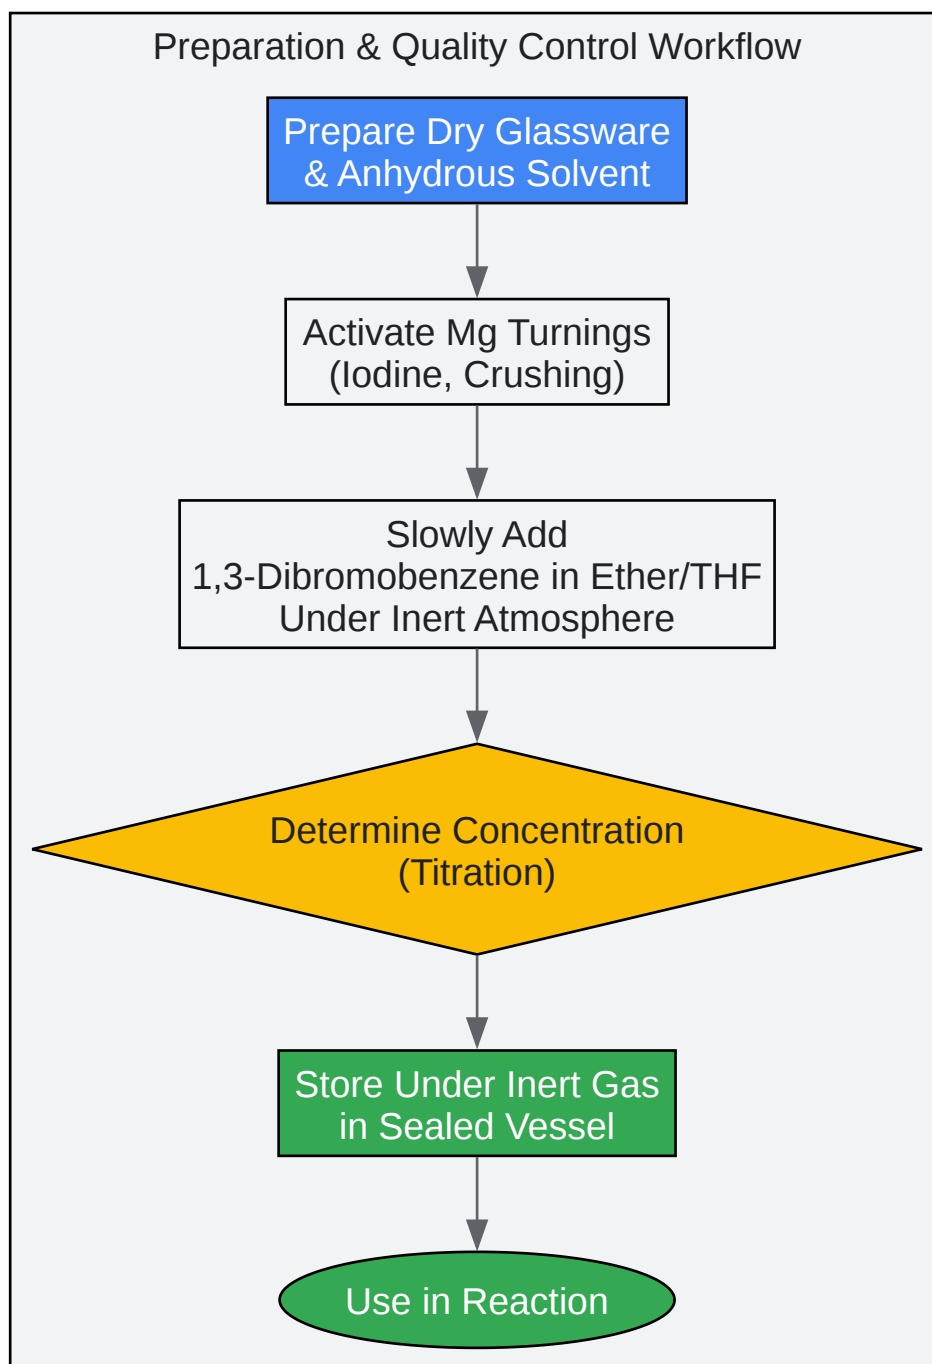 Preparation & Quality Control Workflow
Prepare Dry Glassware
& Anhydrous Solvent
Activate Mg Turnings
(Iodine, Crushing)
Slowly Add
1,3-Dibromobenzene in Ether/THF
Under Inert Atmosphere
Determine Concentration
(Titration)
Store Under Inert Gas
in Sealed Vessel
Use in Reaction